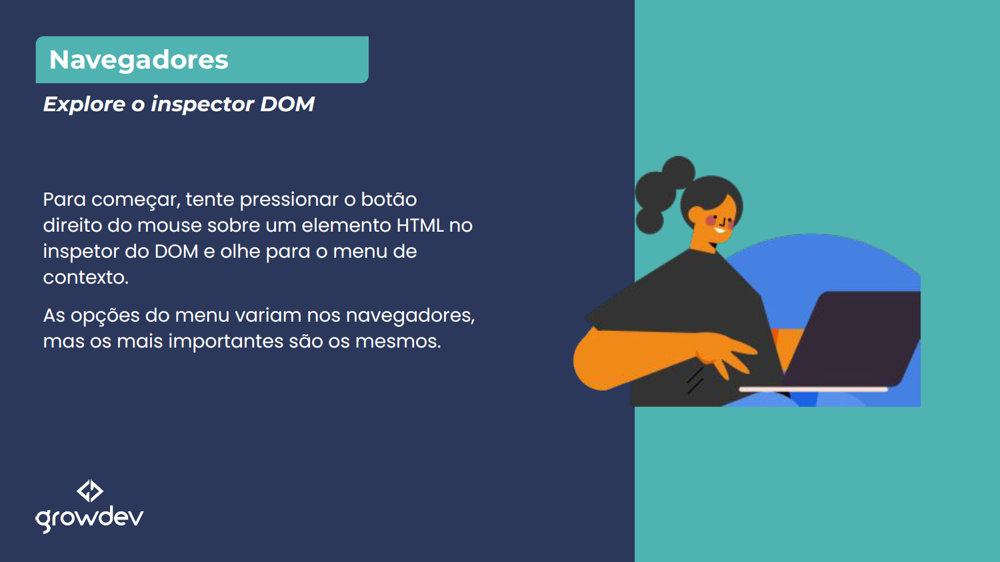 Navegadores
Explore o inspector DOM
Para começar, tente pressionar o botão
direito do mouse sobre um elemento HTML no
inspetor do DOM e olhe para o menu de
contexto.
As opções do menu variam nos navegadores,
mas os mais importantes são os mesmos.
growdev